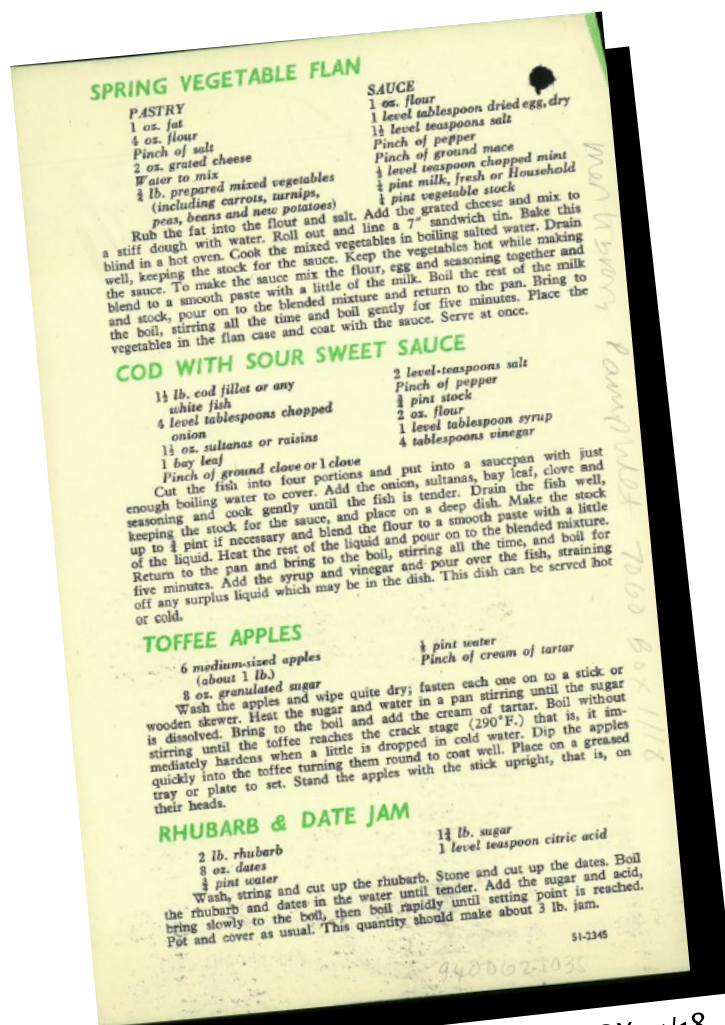 SPRING VEGETABLE FLAN
PASTRY
1 oz. fat
4 oz. flour
Pinch of salt
2 oz. grated cheese
Water to mix
¾ lb. prepared mixed vegetables
(including carrots, turnips,
peas, beans and new potatoes)
SAUCE
1 oz. flour
1 level tablespoon dried egg, dry
1½ level teaspoons salt
Pinch of pepper
Pinch of ground mace
level teaspoon chopped mint
pint milk, fresh or Household
pint vegetable stock
Rub the fat into the flour and salt. Add the grated cheese and mix to
a stiff dough with water. Roll out and line a 7" sandwich tin. Bake this
blind in a hot oven. Cook the mixed vegetables in boiling salted water. Drain
well, keeping the stock for the sauce. Keep the vegetables hot while making
the sauce. To make the sauce mix the flour, egg and seasoning together and
blend to a smooth paste with a little of the milk. Boil the rest of the milk
and stock, pour on to the blended mixture and return to the pan. Bring to
the boil, stirring all the time and boil gently for five minutes. Place the
vegetables in the flan case and coat with the sauce. Serve at once.
COD WITH SOUR SWEET SAUCE
1½ lb. cod fillet or any
white fish
4 level tablespoons chopped
onion
1½ oz. sultanas or raisins
1 bay leaf
Pinch of ground clove or 1 clove
2 level-teaspoons salt
Pinch of pepper
¾ pint stock
2 oz. flour
1 level tablespoon syrup
4 tablespoons vinegar
Cut the fish into four portions and put into a saucepan with just
enough boiling water to cover. Add the onion, sultanas, bay leaf, clove and
seasoning and cook gently until the fish is tender. Drain the fish well,
keeping the stock for the sauce, and place on a deep dish. Make the stock
up to ¾ pint if necessary and blend the flour to a smooth paste with a little
of the liquid. Heat the rest of the liquid and pour on to the blended mixture.
Return to the pan and bring to the boil, stirring all the time, and boil for
five minutes. Add the syrup and vinegar and pour over the fish, straining
off any surplus liquid which may be in the dish. This dish can be served hot
or cold.
TOFFEE APPLES
6 medium-sized apples
(about 1 lb.)
8 oz. granulated sugar
pint water
Pinch of cream of tartar
Wash the apples and wipe quite dry; fasten each one on to a stick or
wooden skewer. Heat the sugar and water in a pan stirring until the sugar
is dissolved. Bring to the boil and add the cream of tartar. Boil without
stirring until the toffee reaches the crack stage (290°F.) that is, it im-
mediately hardens when a little is dropped in cold water. Dip the apples
quickly into the toffee turning them round to coat well. Place on a greased
tray or plate to set. Stand the apples with the stick upright, that is, on
their heads.
RHUBARB & DATE JAM
2 lb. rhubarb
8 oz. dates
¾ pint water
1¾ lb. sugar
1 level teaspoon citric acid
Wash, string and cut up the rhubarb. Stone and cut up the dates. Boil
the rhubarb and dates in the water until tender. Add the sugar and acid,
bring slowly to the boil, then boil rapidly until setting point is reached.
Pot and cover as usual. This quantity should make about 3 lb. jam.
51-2345
Pamphlet Box